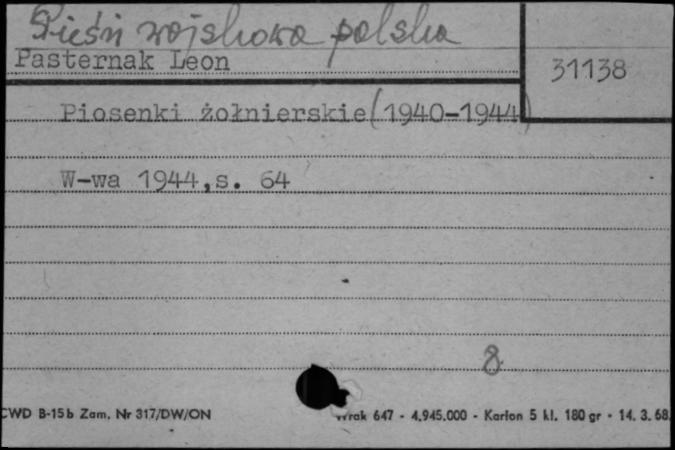 Pieśń wojskowa polska
Pasternak Leon
31138
Piosenki żołnierskie (1940-1944)
W-wa 1944,s. 64
8
CWD B-15b Zam. Nr 317/DW/ON
647 - 4.945.000 - Karton 5 kl. 180 gr - 14. 3. 68.